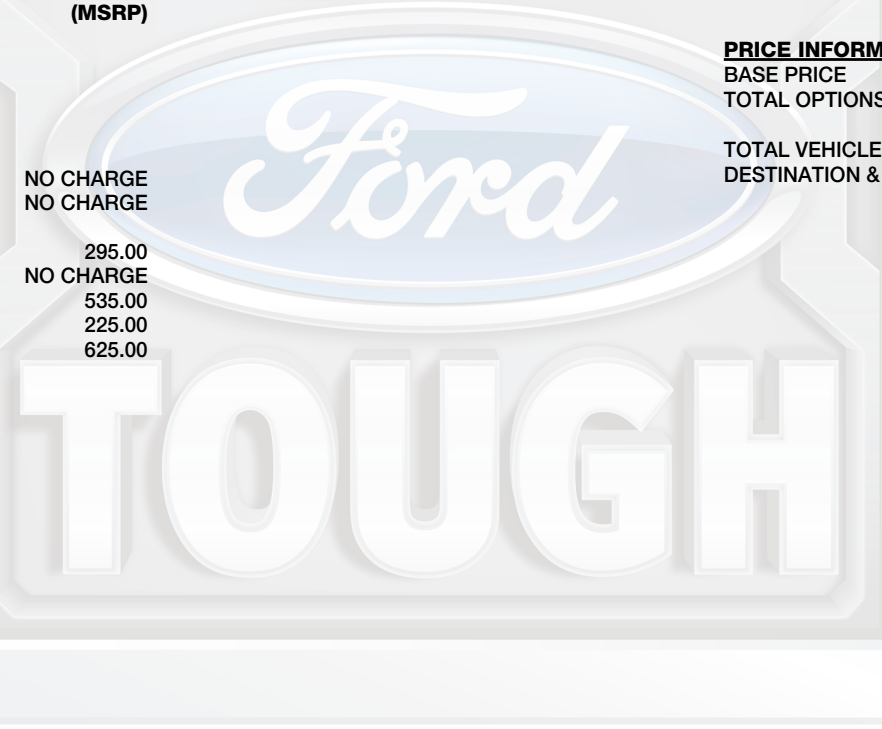 (MSRP)
NO CHARGE
NO CHARGE
295.00
NO CHARGE
535.00
225.00
625.00
PRICE INFORM
BASE PRICE
TOTAL OPTIONS
TOTAL VEHICLE
DESTINATION &
Ford
TOUGH